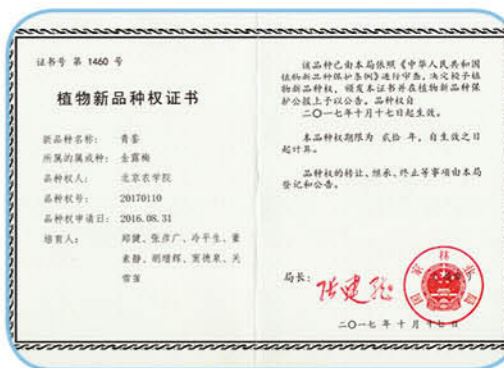 证书号 第 1460 号
植物新品种权证书
新品种名称： 青崟
所属的属或种： 金露梅
品种权人： 北京农学院
品种权号： 20170110
品种权申请日： 2016.08.31
培育人： 郑健、张彦广、冷平生、董
素静、胡增辉、窦德泉、关
雪莲
该品种已由本局依照《中华人民共和国
植物新品种保护条例》进行审查，决定授予植
物新品种权，颁发本证书并在植物新品种保
护公报上予以公告。品种权自
二〇一七年十月十七日起生效。
本品种权期限为 贰拾 年，自生效之日
起计算。
品种权的转让、继承、终止等事项由本局
登记和公告。
局长： 张建龙
国家林业局
二〇一七年十月十七日